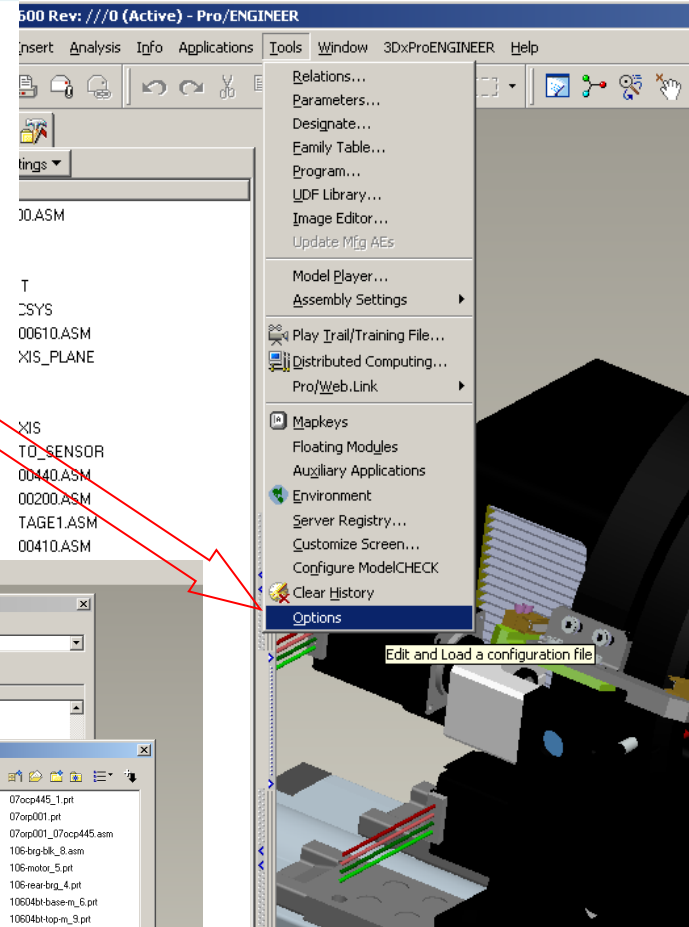 600 Rev: ///0 (Active) - Pro/ENGINEER
Insert Analysis Info Applications Tools Window 3DxProENGINEER Help
tings
00.ASM
T
CSYS
00610.ASM
XIS_PLANE
XIS
TO_SENSOR
00440.ASM
00200.ASM
TAGE1.ASM
00410.ASM
Relations...
Parameters...
Designate...
Family Table...
Program...
UDF Library...
Image Editor...
Update Mfg AEs
Model Player...
Assembly Settings
Play Trail/Training File...
Distributed Computing...
Pro/Web.Link
Mapkeys
Floating Modules
Auxiliary Applications
Environment
Server Registry...
Customize Screen...
Configure ModelCHECK
Clear History
Options
Edit and Load a configuration file
07ocp445_1.prt
07orp001.prt
07orp001_07ocp445.asm
106-brg-blk_8.asm
106-motor_5.prt
106-rear-brg_4.prt
10604bt-base-m_6.prt
10604bt-top-m_9.prt